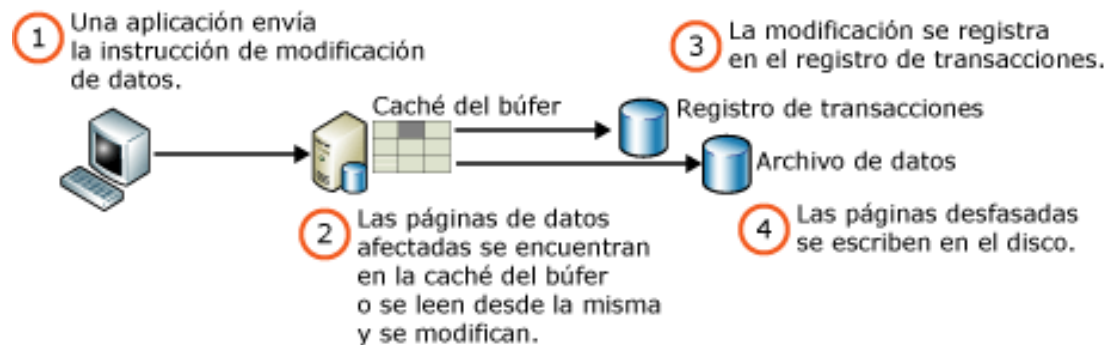 1
Una aplicación envía
la instrucción de modificación
de datos.
3
La modificación se registra
en el registro de transacciones.
Caché del búfer
Registro de transacciones
Archivo de datos
2
Las páginas de datos
afectadas se encuentran
en la caché del búfer
o se leen desde la misma
y se modifican.
4
Las páginas desfasadas
se escriben en el disco.